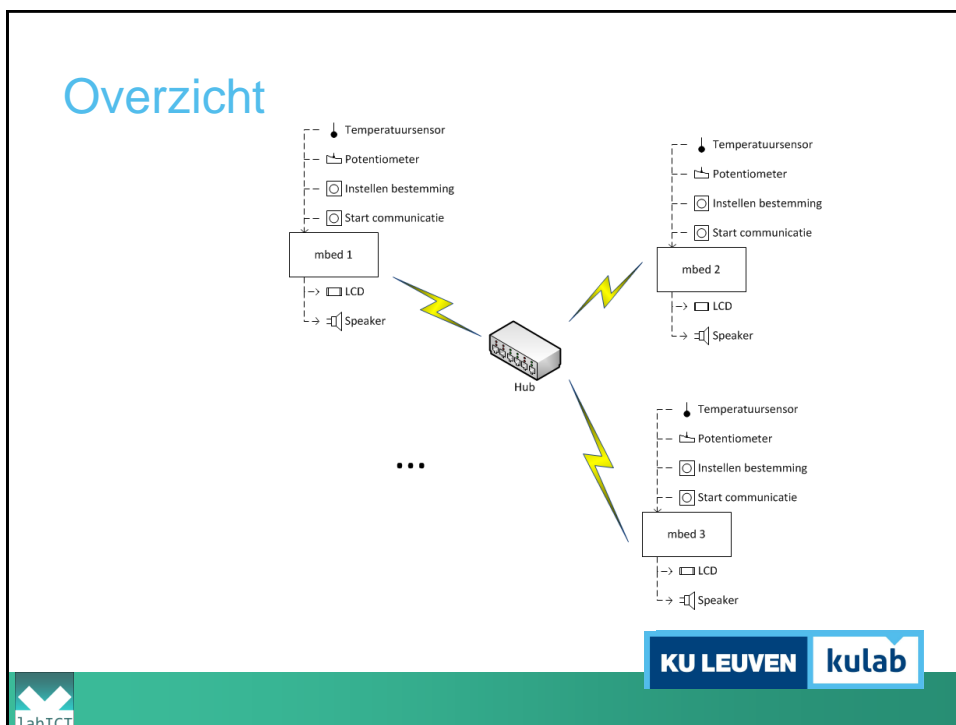 Overzicht
Temperatuursensor
Potentiometer
Instellen bestemming
Start communicatie
mbed 1
LCD
Speaker
Temperatuursensor
Potentiometer
Instellen bestemming
Start communicatie
mbed 2
LCD
Speaker
Hub
...
Temperatuursensor
Potentiometer
Instellen bestemming
Start communicatie
mbed 3
LCD
Speaker
KU LEUVEN kulab
labICT